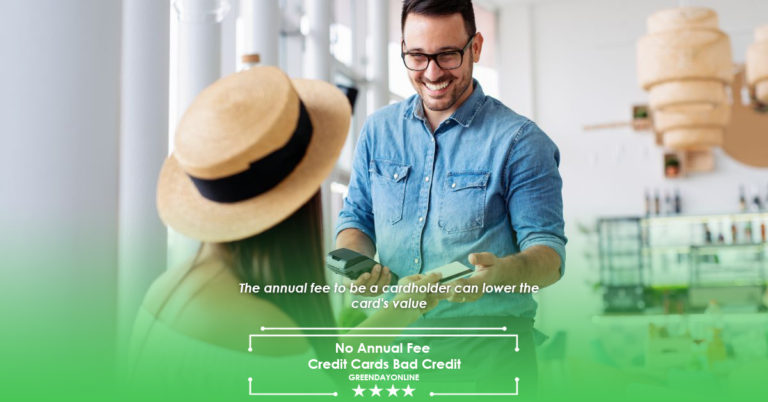 The annual fee to be a cardholder can lower the
card's value
No Annual Fee
Credit Cards Bad Credit
GREENDAYONLINE